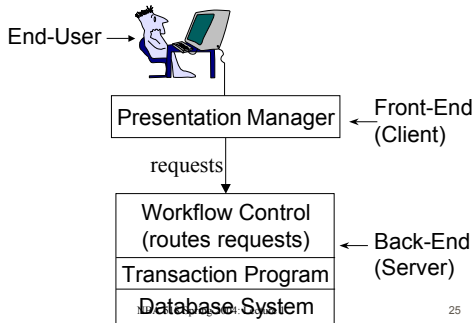 End-User
Presentation Manager
Front-End
(Client)
requests
Workflow Control
(routes requests)
Back-End
(Server)
Transaction Program
Database System
25